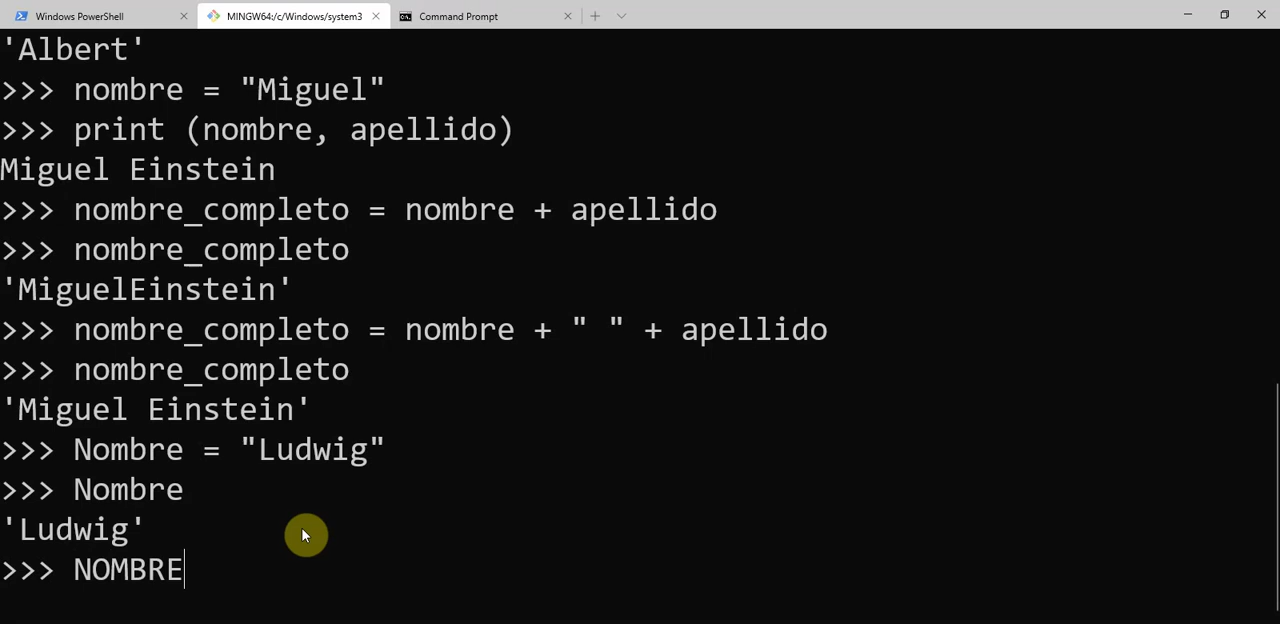 Windows PowerShell
MINGW64:/c/Windows/system3
Command Prompt
'Albert'
>>> nombre = "Miguel"
>>> print (nombre, apellido)
Miguel Einstein
>>> nombre_completo = nombre + apellido
>>> nombre_completo
'MiguelEinstein'
>>> nombre_completo = nombre + " " + apellido
>>> nombre_completo
'Miguel Einstein'
>>> Nombre = "Ludwig"
>>> Nombre
'Ludwig'
>>> NOMBRE